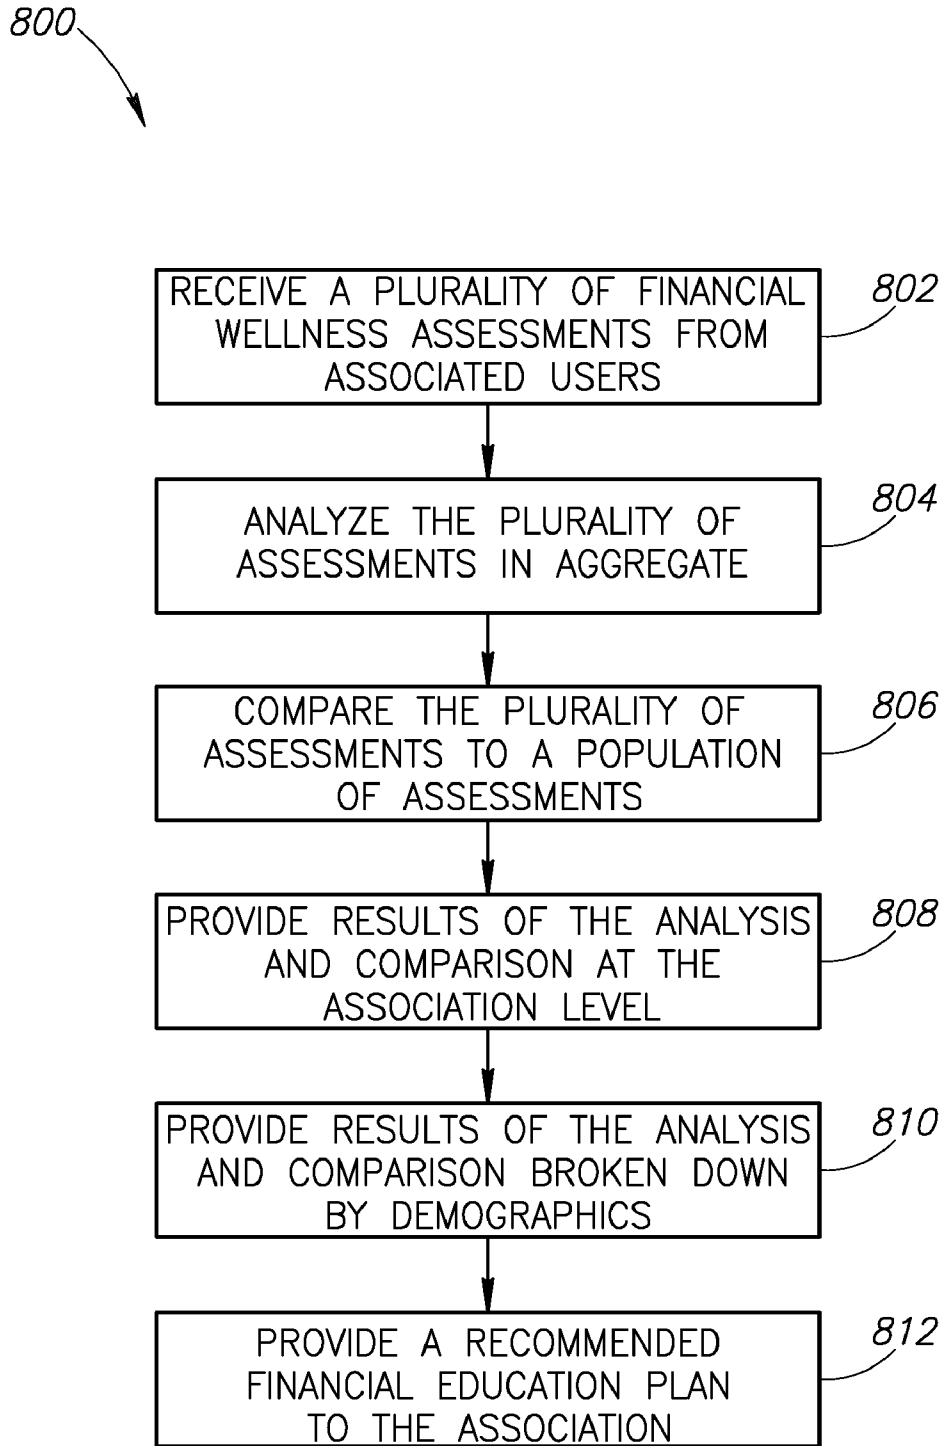 800
RECEIVE A PLURALITY OF FINANCIAL
WELLNESS ASSESSMENTS FROM
ASSOCIATED USERS
802
ANALYZE THE PLURALITY OF
ASSESSMENTS IN AGGREGATE
804
COMPARE THE PLURALITY OF
ASSESSMENTS TO A POPULATION
OF ASSESSMENTS
806
PROVIDE RESULTS OF THE ANALYSIS
AND COMPARISON AT THE
ASSOCIATION LEVEL
808
PROVIDE RESULTS OF THE ANALYSIS
AND COMPARISON BROKEN DOWN
BY DEMOGRAPHICS
810
PROVIDE A RECOMMENDED
FINANCIAL EDUCATION PLAN
TO THE ASSOCIATION
812